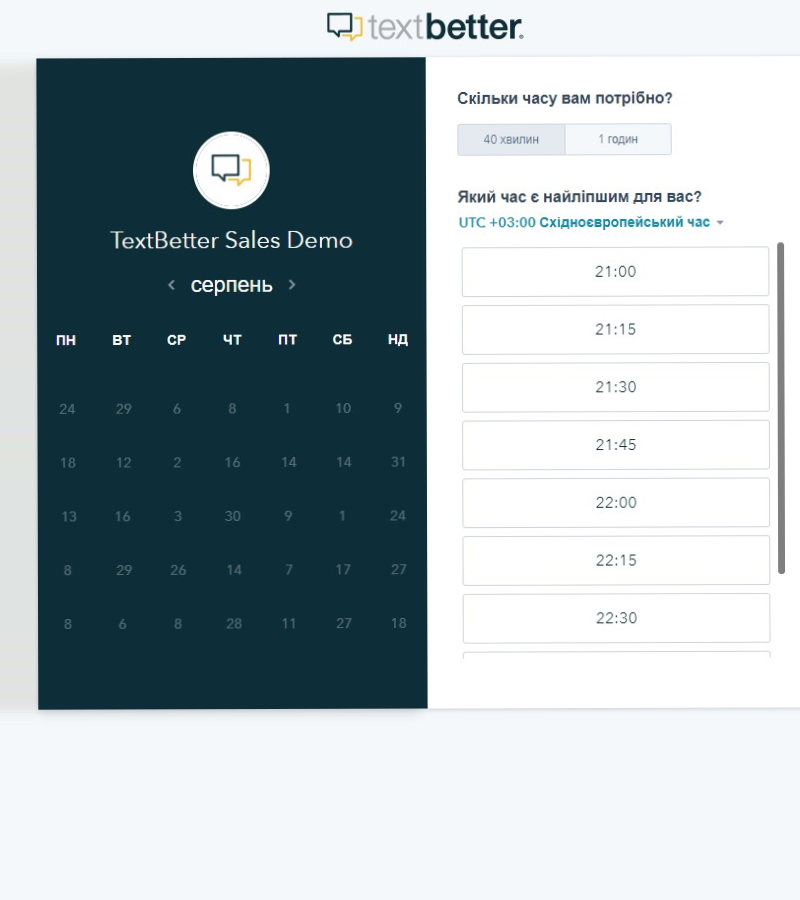 textbetter.
TextBetter Sales Demo
серпень
ПН ВТ СР ЧТ ПТ СБ НД
24 29 6 8 1 10 9
18 12 2 16 14 14 31
13 16 3 30 9 1 24
8 29 26 14 7 17 27
8 6 8 28 11 27 18
Скільки часу вам потрібно?
40 хвилин 1 годин
Який час є найліпшим для вас?
UTC +03:00 Східноєвропейський час
21:00
21:15
21:30
21:45
22:00
22:15
22:30